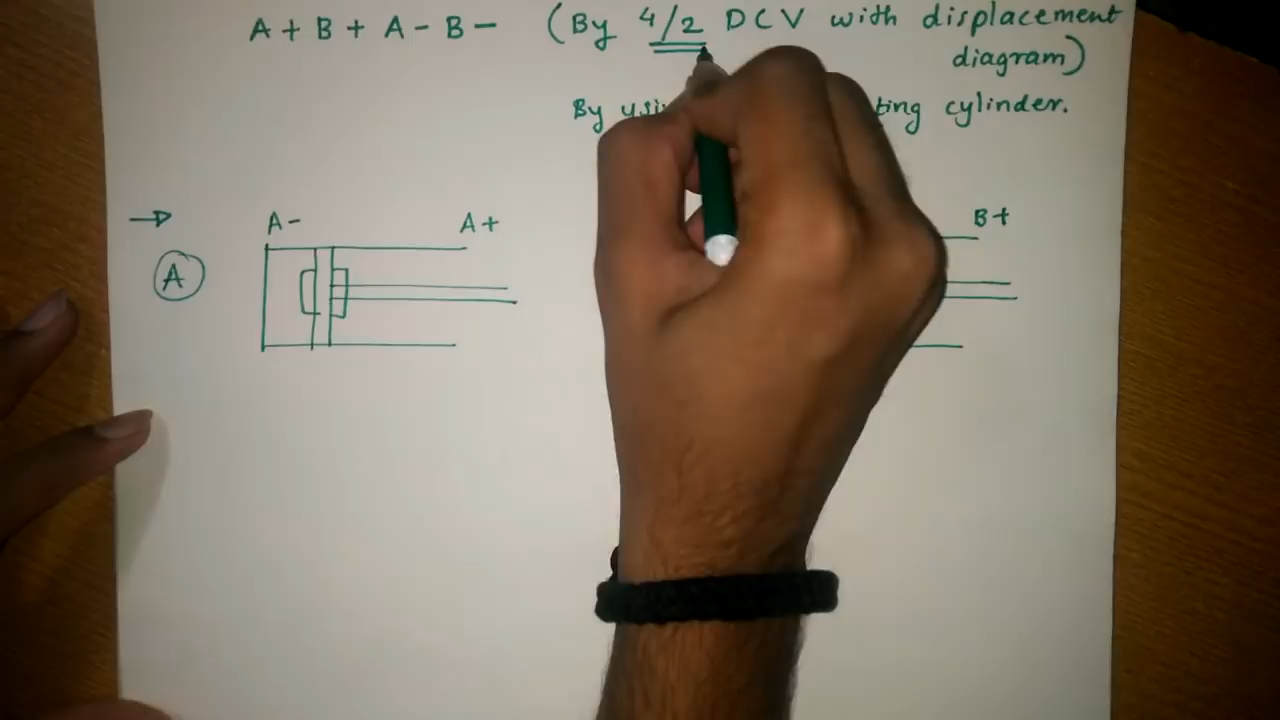 A + B + A - B - (By 4/2 DCV with displacement
diagram)
By cylinder.
A- A+ B+
A